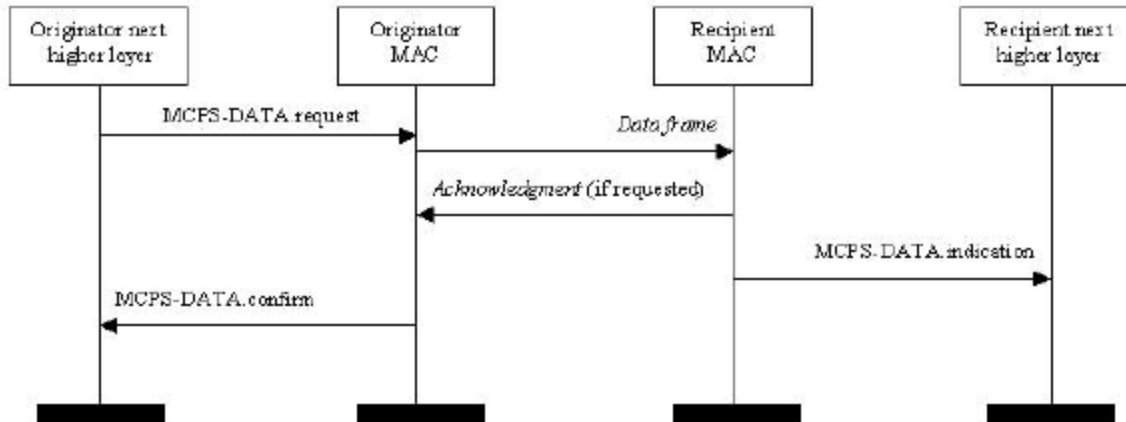 Originator next
higher layer
Originator
MAC
Recipient
MAC
Recipient next
higher layer
MCPS-DATA.request
Data frame
Acknowledgment (if requested)
MCPS-DATA.indication
MCPS-DATA.confirm